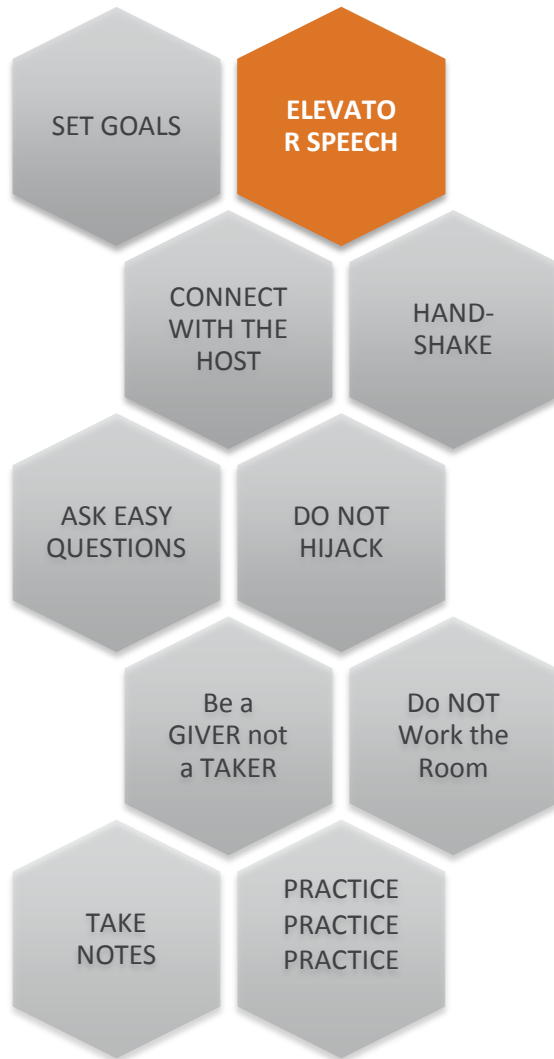 SET GOALS
ELEVATO
R SPEECH
CONNECT
WITH THE
HOST
HAND-
SHAKE
ASK EASY
QUESTIONS
DO NOT
HIJACK
Be a
GIVER not
a TAKER
Do NOT
Work the
Room
TAKE
NOTES
PRACTICE
PRACTICE
PRACTICE